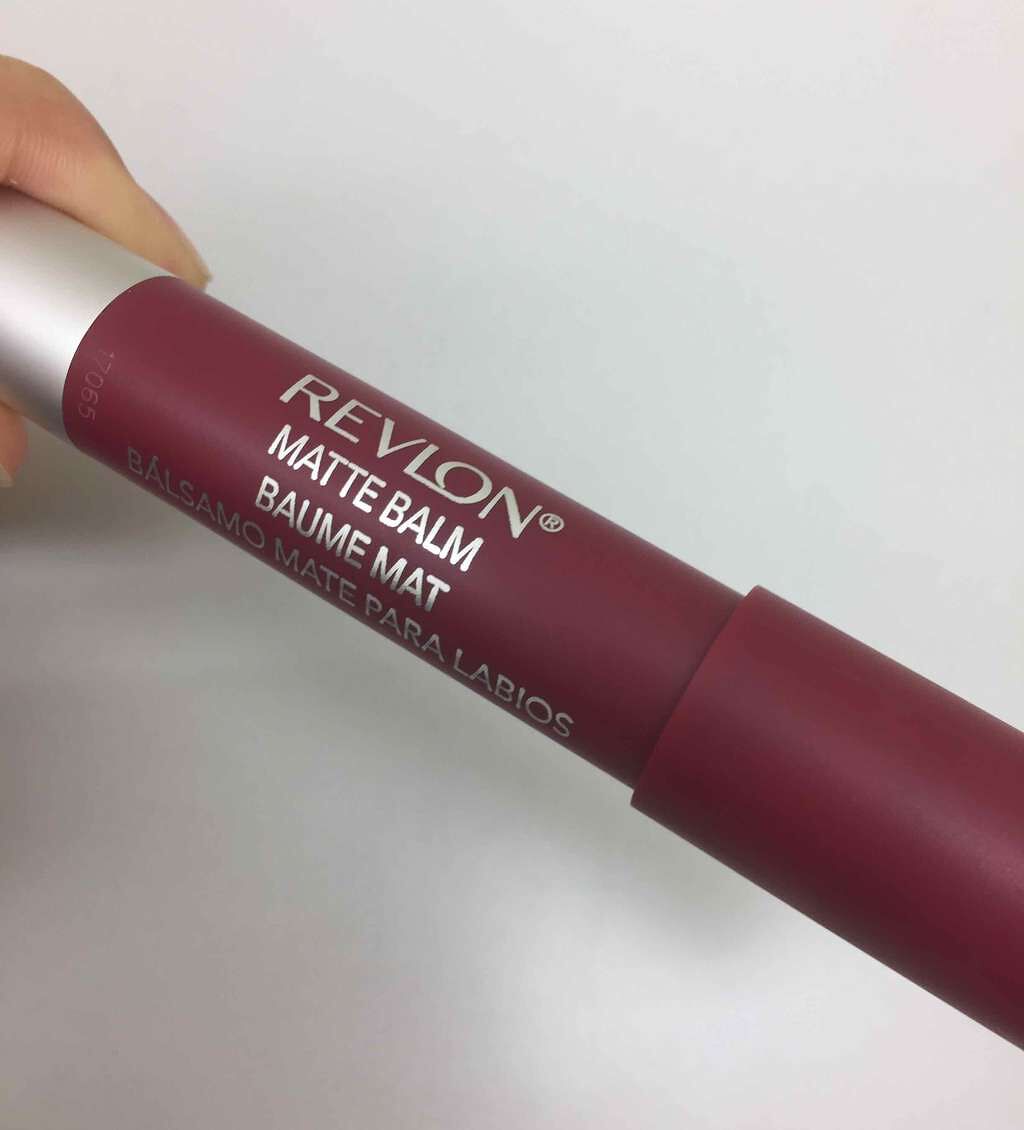 REVLON®
MATTE BALM
BAUME MAT
BÁLSAMO MATE PARA LABIOS
17065